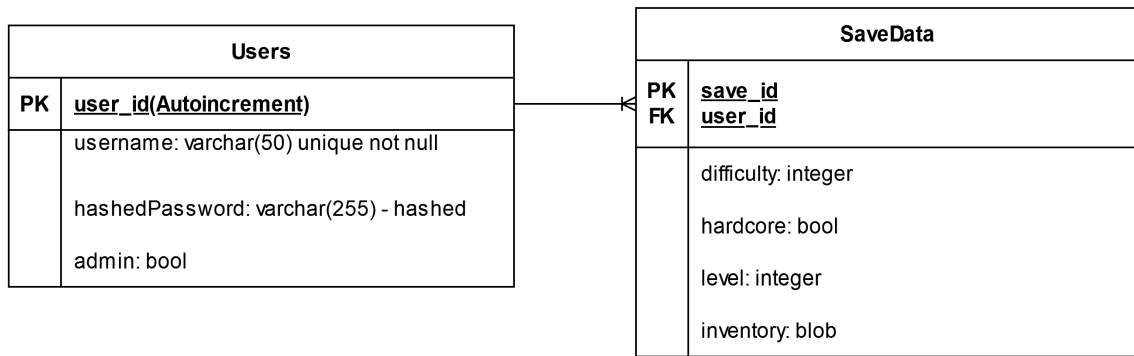 Users
PK user_id(Autoincrement)
username: varchar(50) unique not null
hashedPassword: varchar(255) - hashed
admin: bool
SaveData
PK save_id
FK user_id
difficulty: integer
hardcore: bool
level: integer
inventory: blob